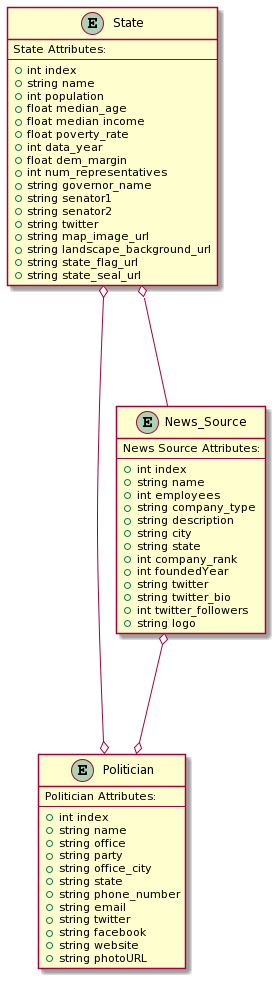 E State
State Attributes:
int index
string name
int population
float median_age
float median income
float poverty_rate
int data_year
float dem_margin
int num_representatives
string governor_name
string senator1
string senator2
string twitter
string map_image_url
string landscape_background_url
string state_flag_url
string state_seal_url
E News_Source
News Source Attributes:
int index
string name
int employees
string company_type
string description
string city
string state
int company_rank
int foundedYear
string twitter
string twitter_bio
int twitter_followers
string logo
E Politician
Politician Attributes:
int index
string name
string office
string party
string office_city
string state
string phone_number
string email
string twitter
string facebook
string website
string photoURL